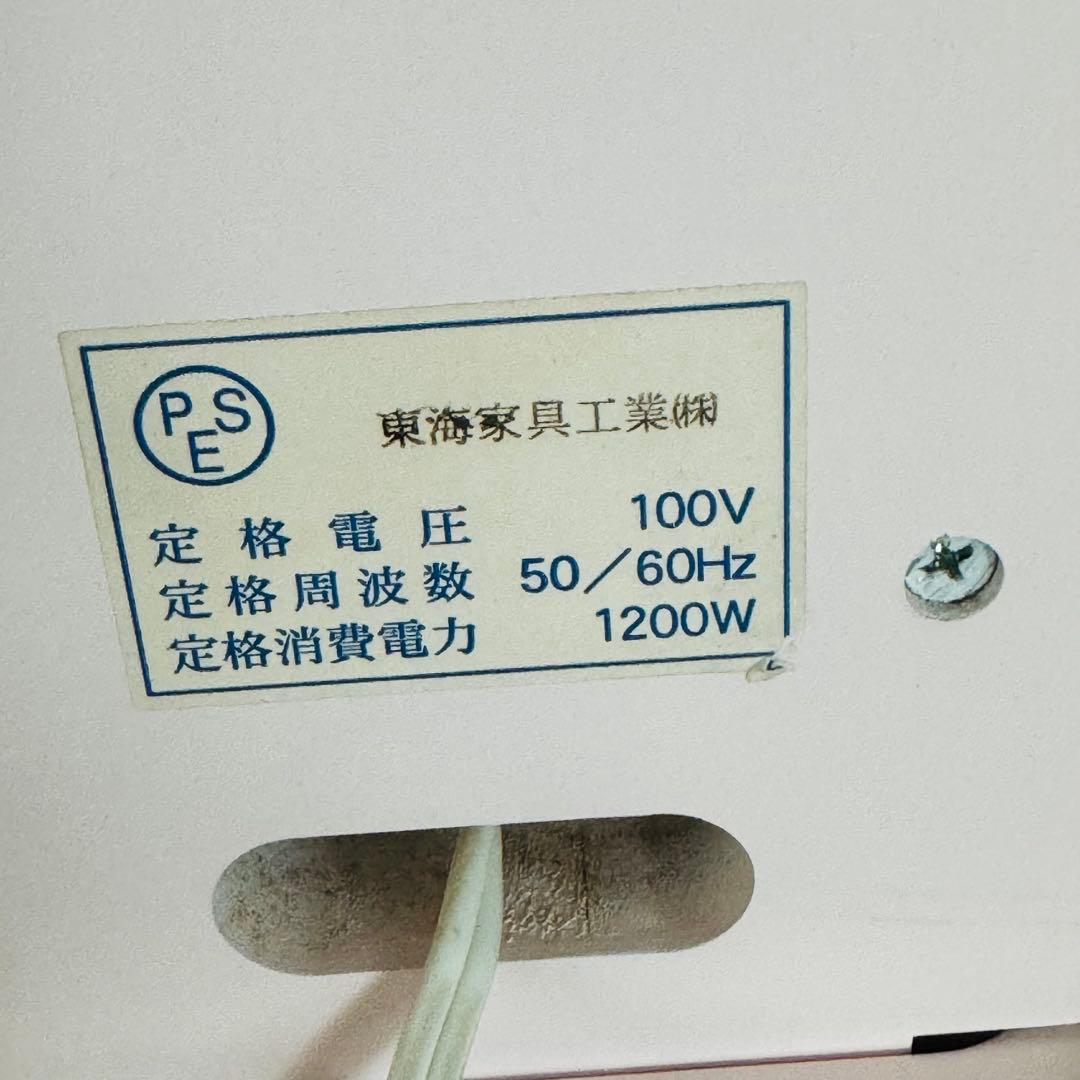 PSE
東海家具工業(株)
定格電圧 100V
定格周波数 50/60Hz
定格消費電力 1200W